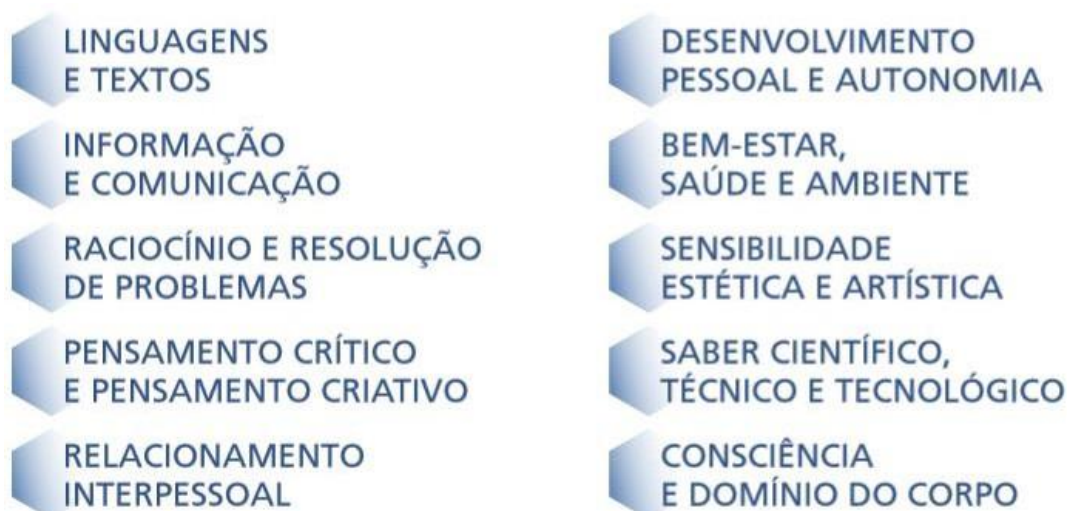 LINGUAGENS
E TEXTOS
INFORMAÇÃO
E COMUNICAÇÃO
RACIOCÍNIO E RESOLUÇÃO
DE PROBLEMAS
PENSAMENTO CRÍTICO
E PENSAMENTO CRIATIVO
RELACIONAMENTO
INTERPESSOAL
DESENVOLVIMENTO
PESSOAL E AUTONOMIA
BEM-ESTAR,
SAÚDE E AMBIENTE
SENSIBILIDADE
ESTÉTICA E ARTÍSTICA
SABER CIENTÍFICO,
TÉCNICO E TECNOLÓGICO
CONSCIÊNCIA
E DOMÍNIO DO CORPO